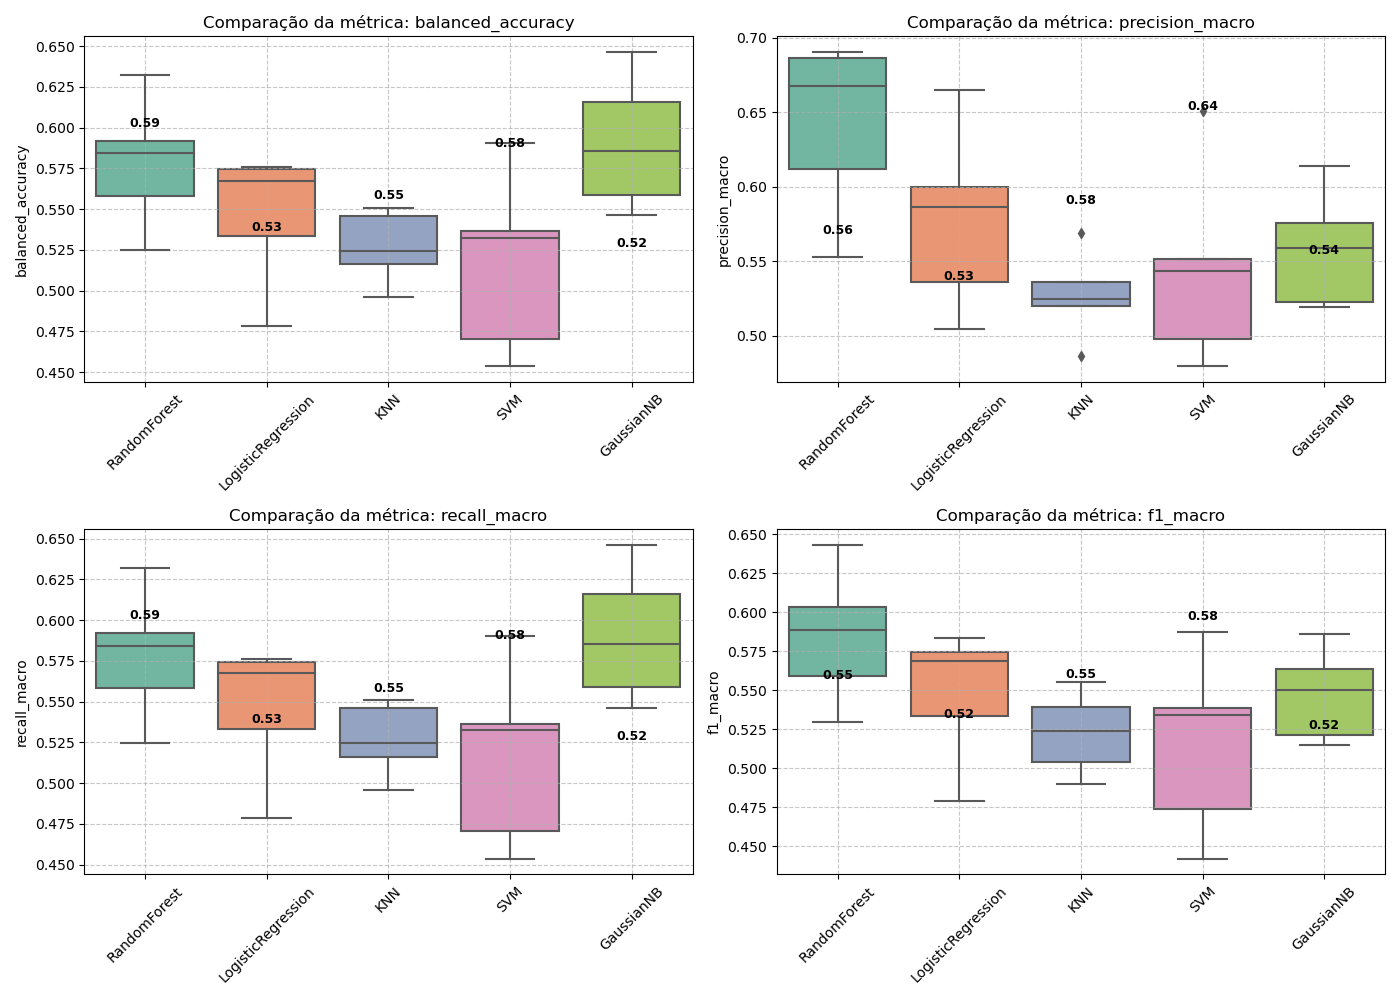 Comparação da métrica: balanced_accuracy
balanced_accuracy
0.650
0.625
0.600
0.575
0.550
0.525
0.500
0.475
0.450
0.59
0.53
0.55
0.58
0.52
RandomForest
LogisticRegression
KNN
SVM
GaussianNB
Comparação da métrica: precision_macro
precision_macro
0.70
0.65
0.60
0.55
0.50
0.56
0.53
0.58
0.64
0.54
RandomForest
LogisticRegression
KNN
SVM
GaussianNB
Comparação da métrica: recall_macro
recall_macro
0.650
0.625
0.600
0.575
0.550
0.525
0.500
0.475
0.450
0.59
0.53
0.55
0.58
0.52
RandomForest
LogisticRegression
KNN
SVM
GaussianNB
Comparação da métrica: f1_macro
f1_macro
0.650
0.625
0.600
0.575
0.550
0.525
0.500
0.475
0.450
0.55
0.52
0.55
0.58
0.52
RandomForest
LogisticRegression
KNN
SVM
GaussianNB